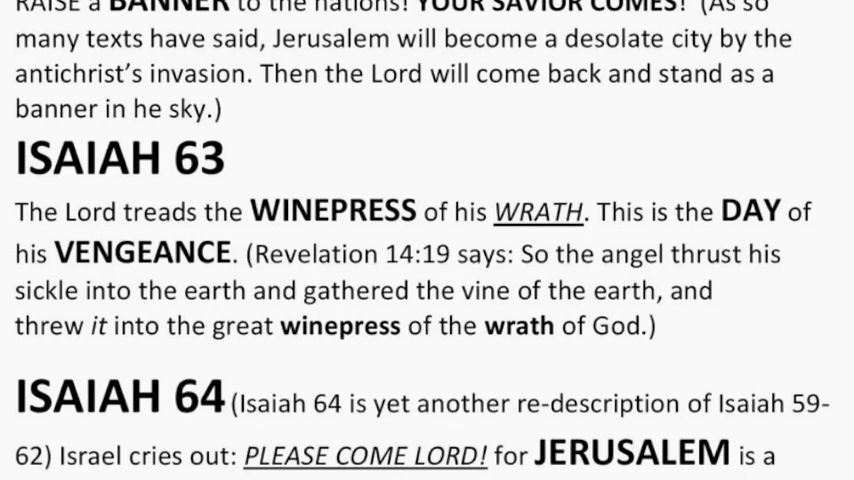 RAISE a BANNER to the nations! YOUR SAVIOR COMES! (As so
many texts have said, Jerusalem will become a desolate city by the
antichrist's invasion. Then the Lord will come back and stand as a
banner in he sky.)
ISAIAH 63
The Lord treads the WINEPRESS of his WRATH. This is the DAY of
his VENGEANCE. (Revelation 14:19 says: So the angel thrust his
sickle into the earth and gathered the vine of the earth, and
threw it into the great winepress of the wrath of God.)
ISAIAH 64 (Isaiah 64 is yet another re-description of Isaiah 59-
62) Israel cries out: PLEASE COME LORD! for JERUSALEM is a